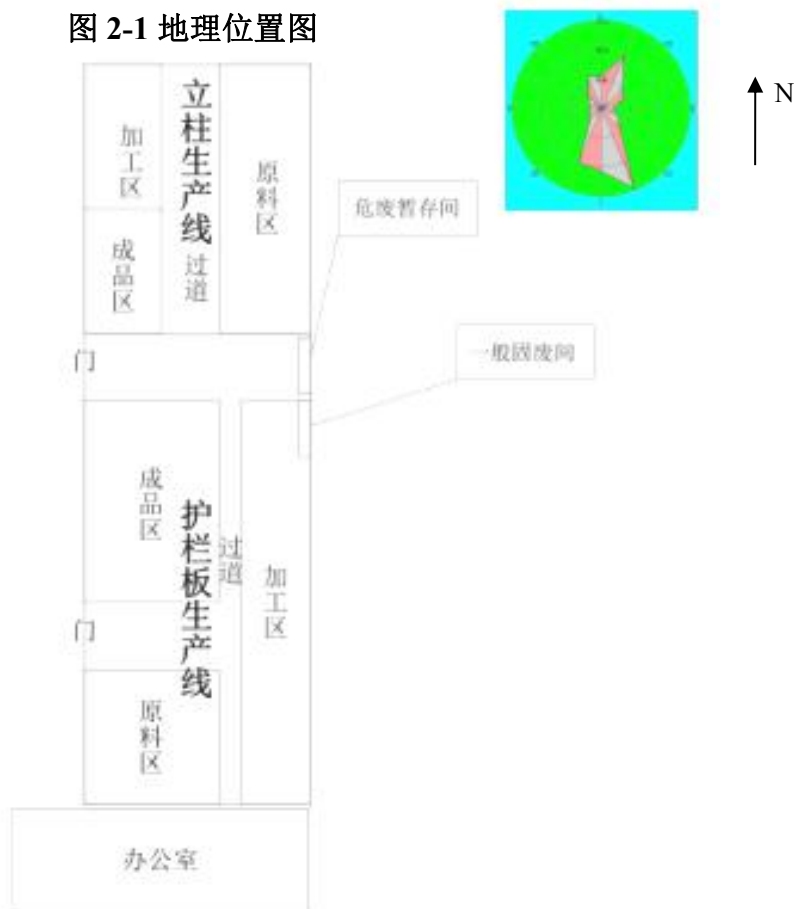 图 2-1 地理位置图
N
立柱生产线
加工区
原料区
危废暂存间
成品区
过道
一般固废间
门
成品区
护栏板生产线
过道
加工区
门
原料区
办公室